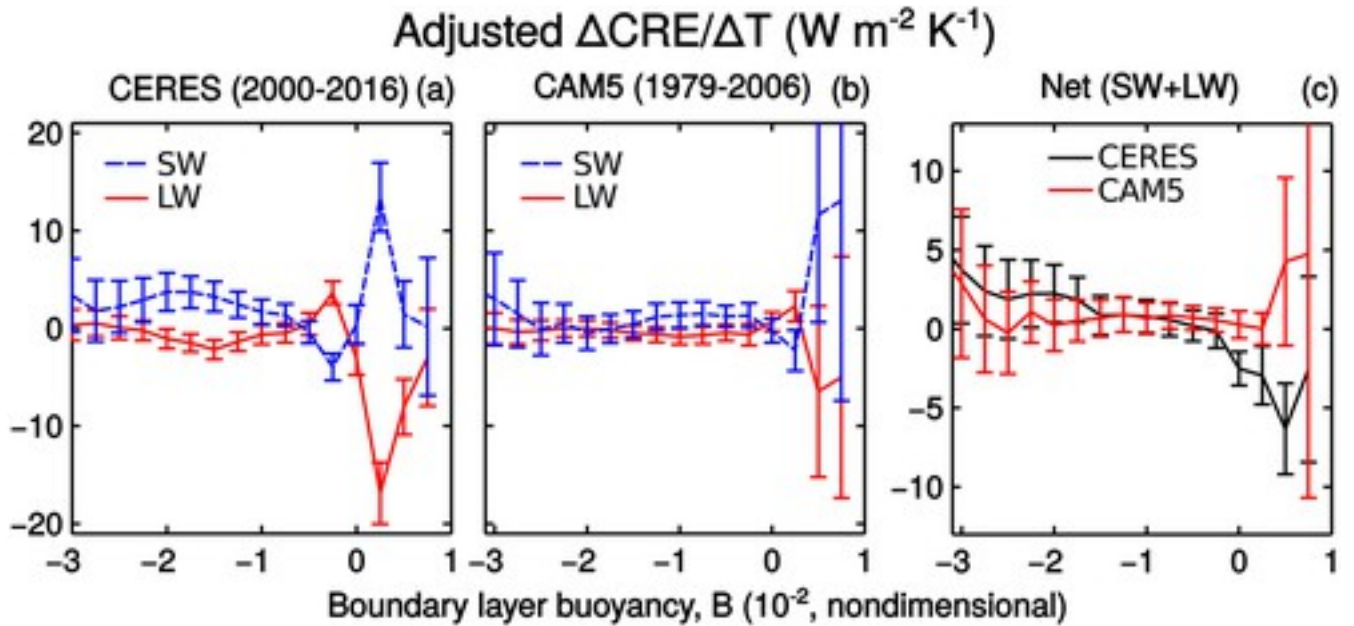 Adjusted ΔCRE/ΔT (W m⁻² K⁻¹)
CERES (2000-2016) (a)
CAM5 (1979-2006) (b)
Net (SW+LW) (c)
20
10
0
−10
−20
SW
LW
−3 −2 −1 0 1
SW
LW
−3 −2 −1 0 1
10
5
0
−5
−10
CERES
CAM5
−3 −2 −1 0 1
Boundary layer buoyancy, B (10⁻², nondimensional)